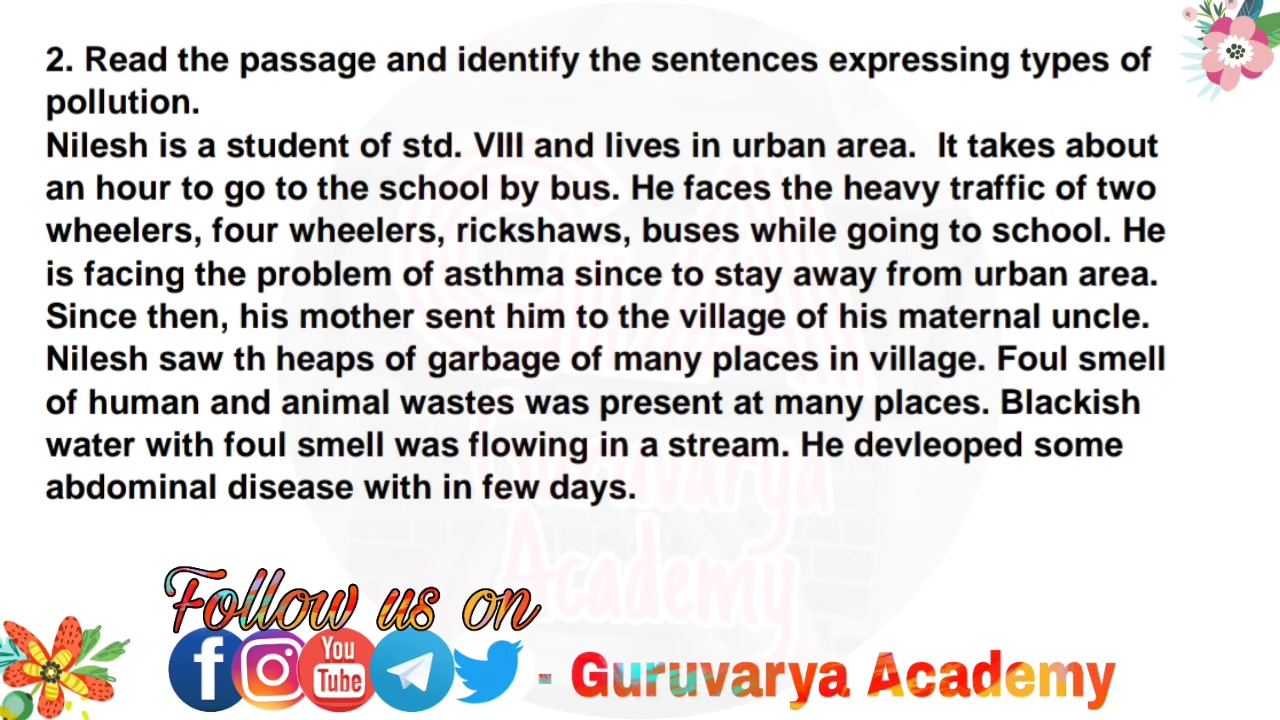 2. Read the passage and identify the sentences expressing types of
pollution.
Nilesh is a student of std. VIII and lives in urban area.  It takes about
an hour to go to the school by bus. He faces the heavy traffic of two
wheelers, four wheelers, rickshaws, buses while going to school. He
is facing the problem of asthma since to stay away from urban area.
Since then, his mother sent him to the village of his maternal uncle.
Nilesh saw th heaps of garbage of many places in village. Foul smell
of human and animal wastes was present at many places. Blackish
water with foul smell was flowing in a stream. He devleoped some
abdominal disease with in few days.
Guruvarya
Academy
Follow us on
You
Tube
- Guruvarya Academy